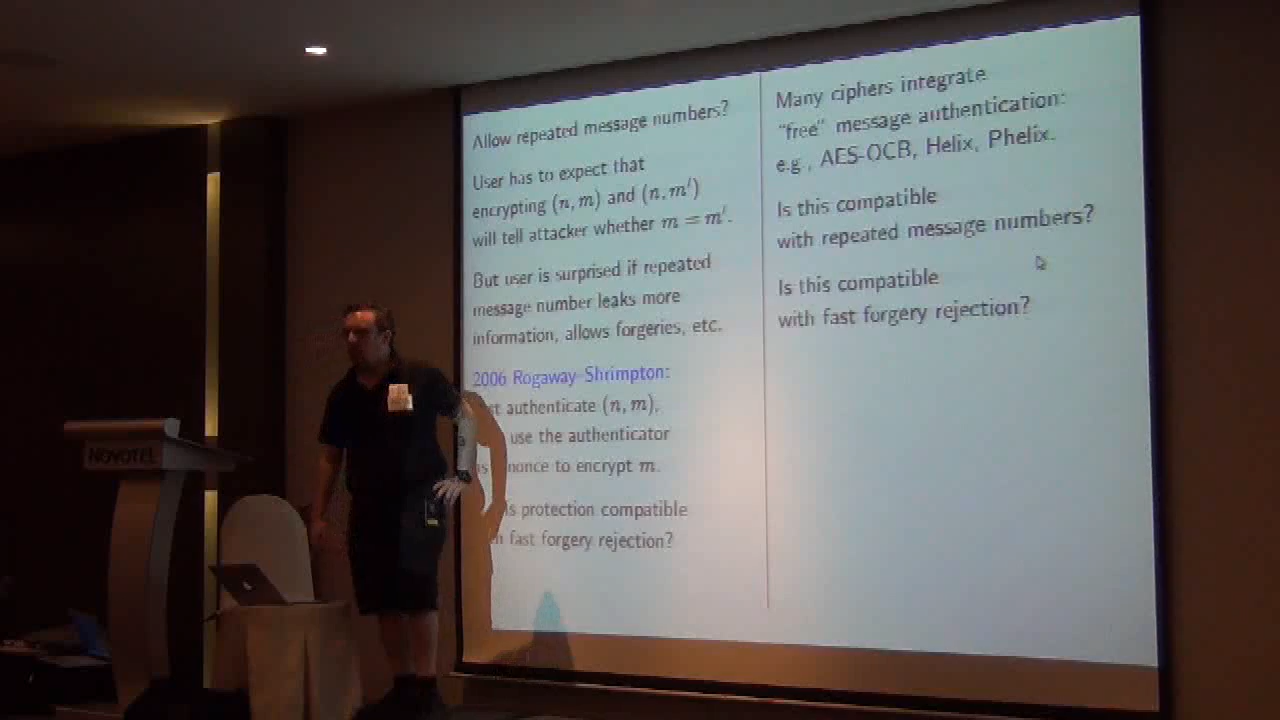 Allow repeated message numbers?
User has to expect that
encrypting (n, m) and (n, m′)
will tell attacker whether m = m′.
But user is surprised if repeated
message number leaks more
information, allows forgeries, etc.
2006 Rogaway–Shrimpton:
authenticate (n, m),
use the authenticator
nonce to encrypt m.
protection compatible
fast forgery rejection?
Many ciphers integrate
“free” message authentication:
e.g., AES-OCB, Helix, Phelix.
Is this compatible
with repeated message numbers?
Is this compatible
with fast forgery rejection?
NOVOTEL